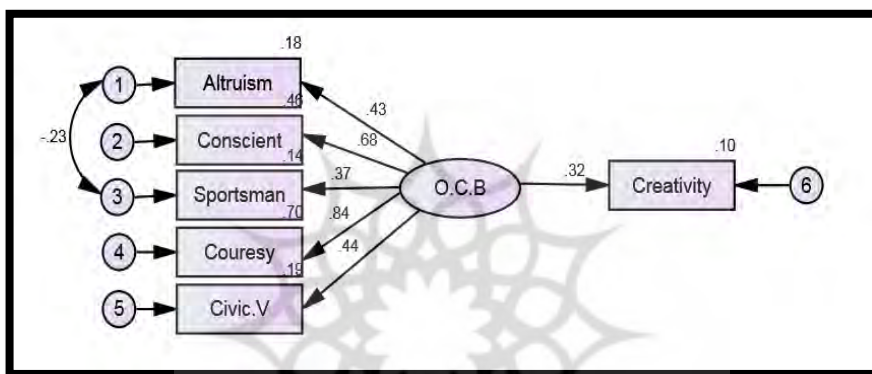 .18
1
Altruism
.46
.43
-.23
2
Conscient
.68
.10
.14
.37
.32
3
Sportsman
O.C.B
Creativity
6
.70
.84
4
Couresy
.44
.19
5
Civic.V